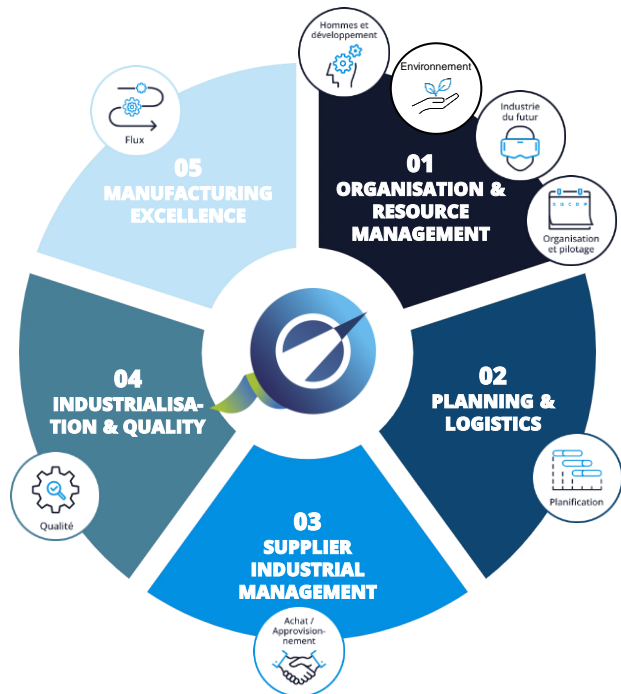 Hommes et
développement
Environnement
Industrie
du futur
Organisation
et pilotage
01
ORGANISATION &
RESOURCE
MANAGEMENT
02
PLANNING &
LOGISTICS
Planification
03
SUPPLIER
INDUSTRIAL
MANAGEMENT
Achat /
Approvision-
nement
04
INDUSTRIALISA-
TION & QUALITY
Qualité
05
MANUFACTURING
EXCELLENCE
Flux